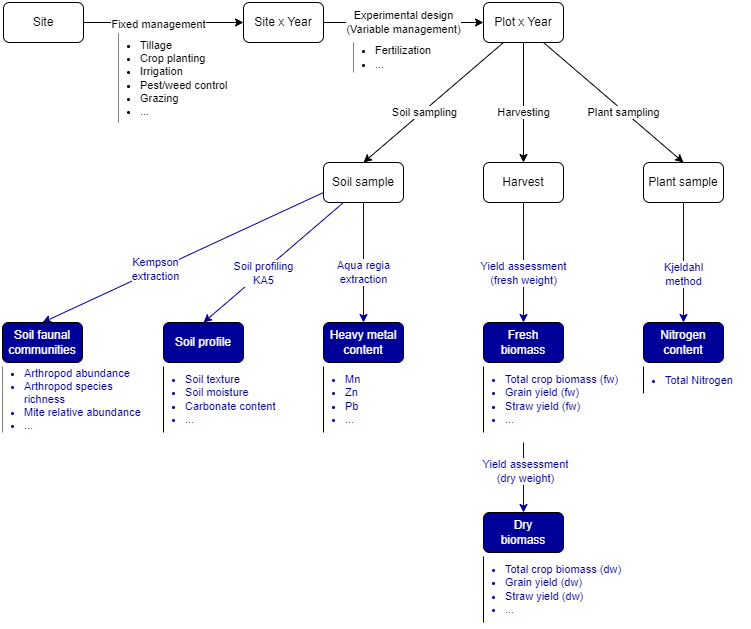 Site
Fixed management
Site x Year
Experimental design
(Variable management)
Plot x Year
Tillage
Crop planting
Irrigation
Pest/weed control
Grazing
...
Fertilization
...
Soil sampling
Harvesting
Plant sampling
Soil sample
Harvest
Plant sample
Kempson
extraction
Soil profiling
KA5
Aqua regia
extraction
Yield assessment
(fresh weight)
Kjeldahl
method
Soil faunal
communities
Soil profile
Heavy metal
content
Fresh
biomass
Nitrogen
content
Arthropod abundance
Arthropod species
richness
Mite relative abundance
...
Soil texture
Soil moisture
Carbonate content
...
Mn
Zn
Pb
...
Total crop biomass (fw)
Grain yield (fw)
Straw yield (fw)
...
Total Nitrogen
Yield assessment
(dry weight)
Dry
biomass
Total crop biomass (dw)
Grain yield (dw)
Straw yield (dw)
...